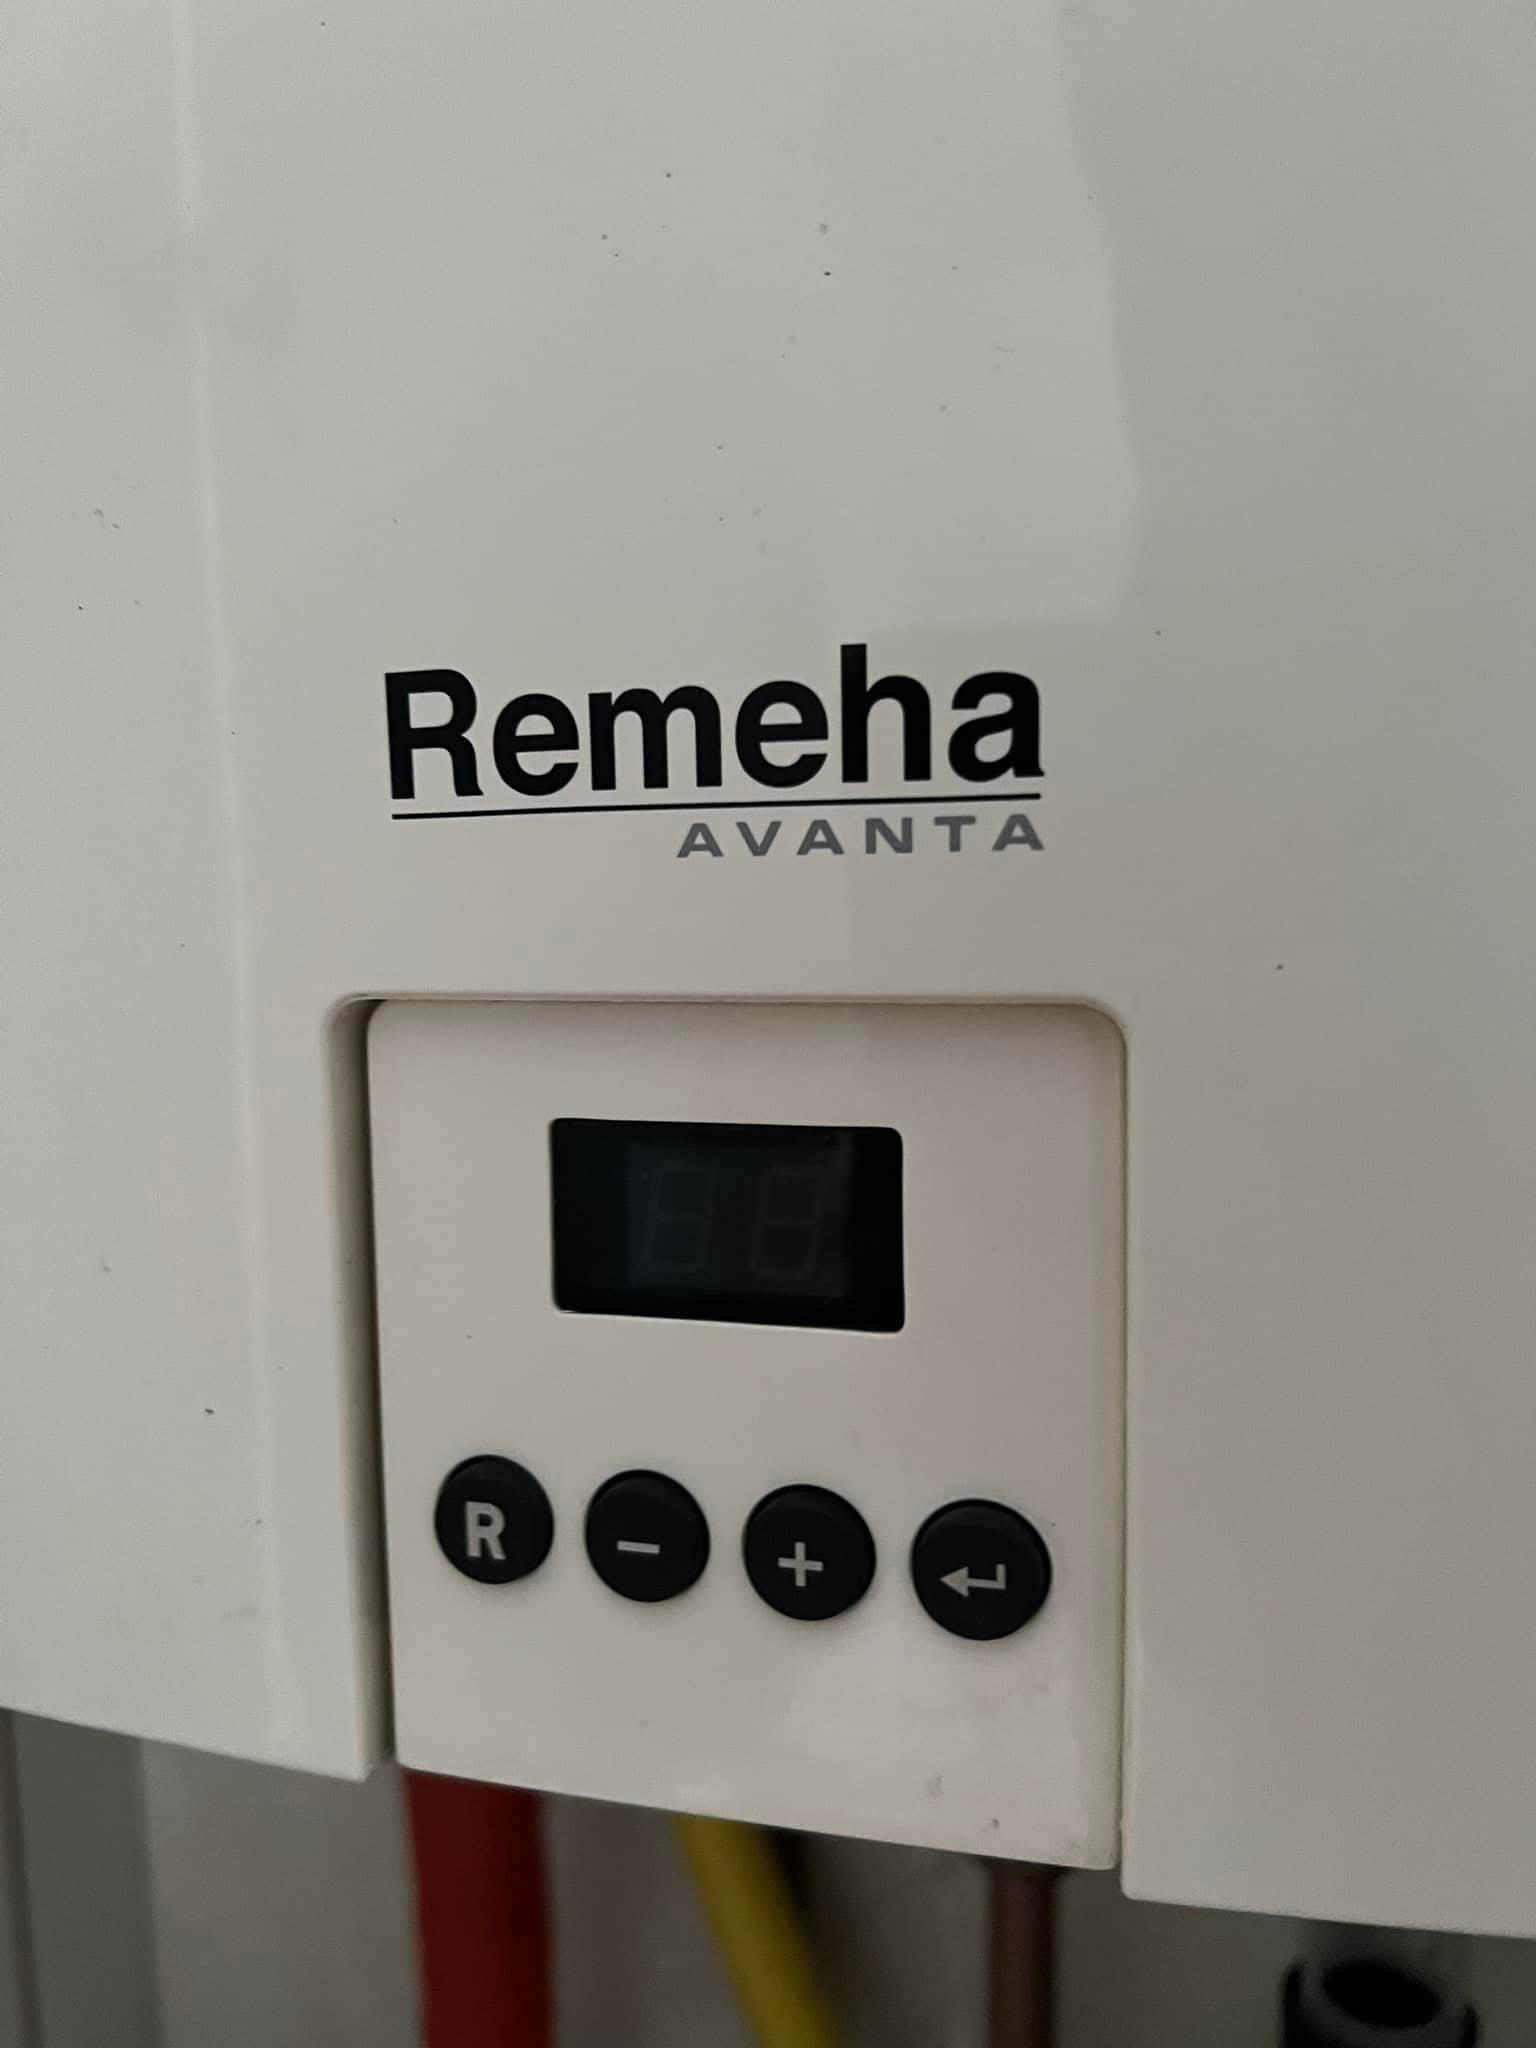 Remeha
AVANTA
R - + ↵